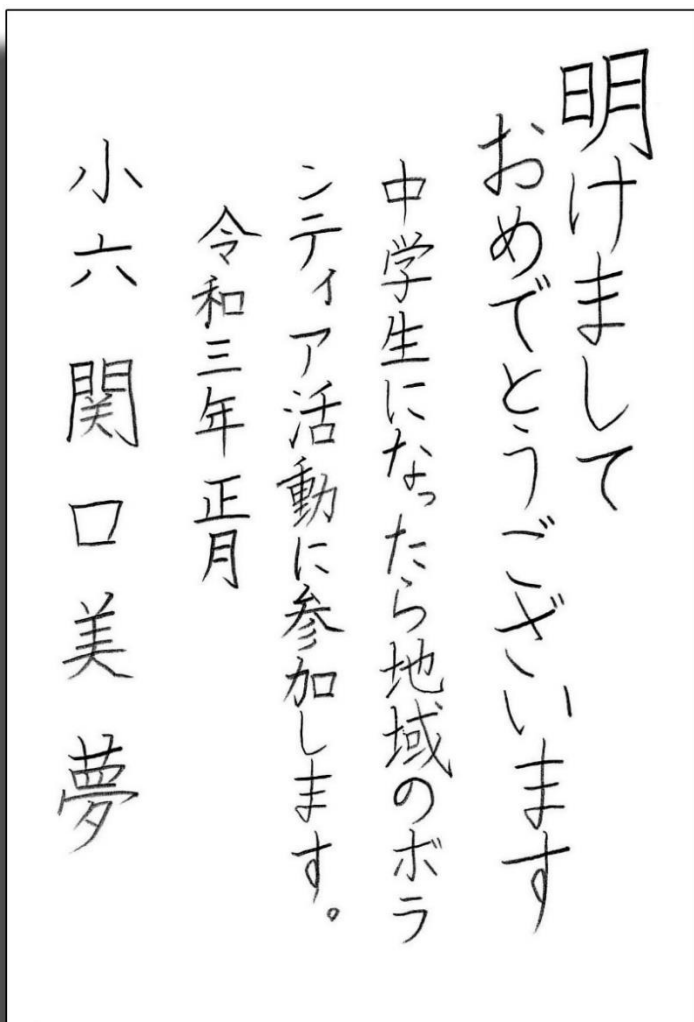 明けまして
おめでとうございます
中学生になったら地域のボラ
ンティア活動に参加します。
令和三年正月
小六 関口美夢